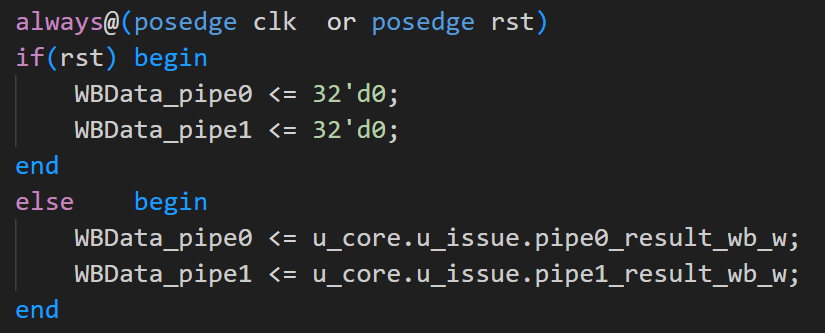 always@(posedge clk  or posedge rst)
if(rst) begin
    WBData_pipe0 <= 32'd0;
    WBData_pipe1 <= 32'd0;
end
else    begin
    WBData_pipe0 <= u_core.u_issue.pipe0_result_wb_w;
    WBData_pipe1 <= u_core.u_issue.pipe1_result_wb_w;
end